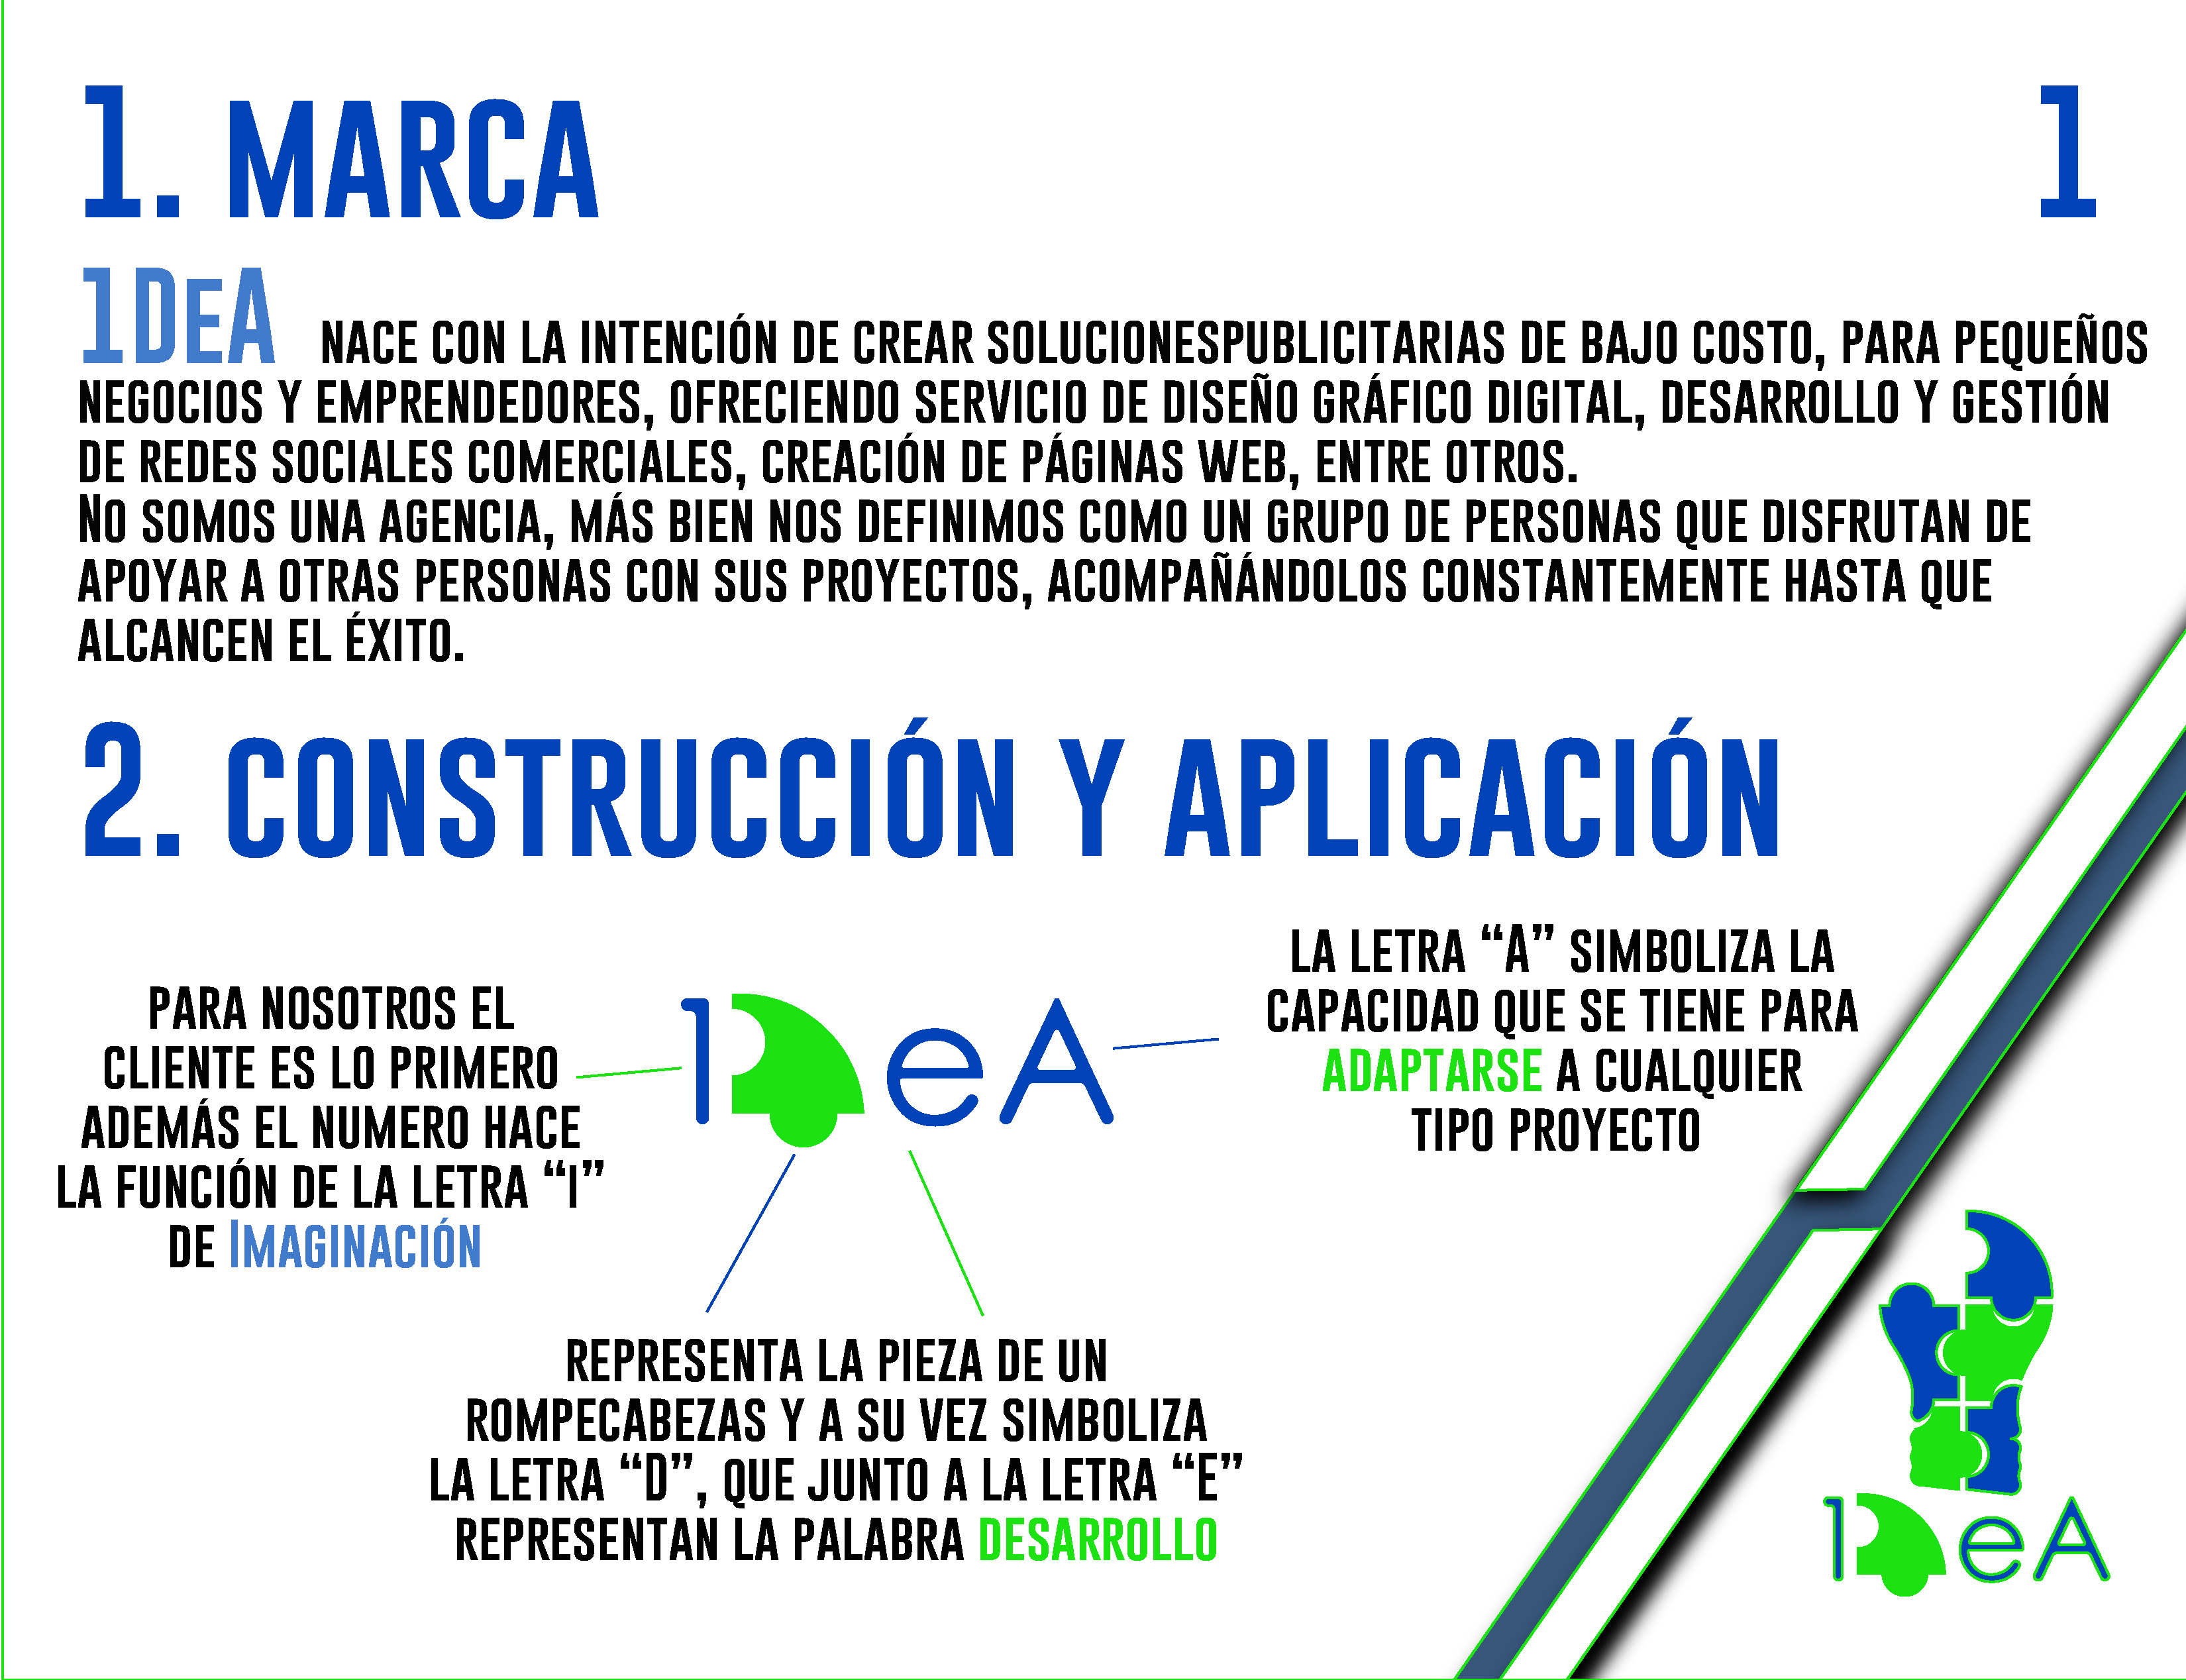 1. MARCA
1
1DEA NACE CON LA INTENCIÓN DE CREAR SOLUCIONESPUBLICITARIAS DE BAJO COSTO, PARA PEQUEÑOS
NEGOCIOS Y EMPRENDEDORES, OFRECIENDO SERVICIO DE DISEÑO GRÁFICO DIGITAL, DESARROLLO Y GESTIÓN
DE REDES SOCIALES COMERCIALES, CREACIÓN DE PÁGINAS WEB, ENTRE OTROS.
NO SOMOS UNA AGENCIA, MÁS BIEN NOS DEFINIMOS COMO UN GRUPO DE PERSONAS QUE DISFRUTAN DE
APOYAR A OTRAS PERSONAS CON SUS PROYECTOS, ACOMPAÑÁNDOLOS CONSTANTEMENTE HASTA QUE
ALCANCEN EL ÉXITO.
2. CONSTRUCCIÓN Y APLICACIÓN
PARA NOSOTROS EL
CLIENTE ES LO PRIMERO
ADEMÁS EL NUMERO HACE
LA FUNCIÓN DE LA LETRA “I”
DE IMAGINACIÓN
1DeA
LA LETRA “A” SIMBOLIZA LA
CAPACIDAD QUE SE TIENE PARA
ADAPTARSE A CUALQUIER
TIPO PROYECTO
REPRESENTA LA PIEZA DE UN
ROMPECABEZAS Y A SU VEZ SIMBOLIZA
LA LETRA “D”, QUE JUNTO A LA LETRA “E”
REPRESENTAN LA PALABRA DESARROLLO
1DeA